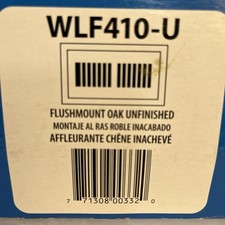 WLF410-U
FLUSHMOUNT OAK UNFINISHED
MONTAJE AL RAS ROBLE INACABADO
AFFLEURANTE CHÊNE INACHEVÉ
7 71308 00332 0